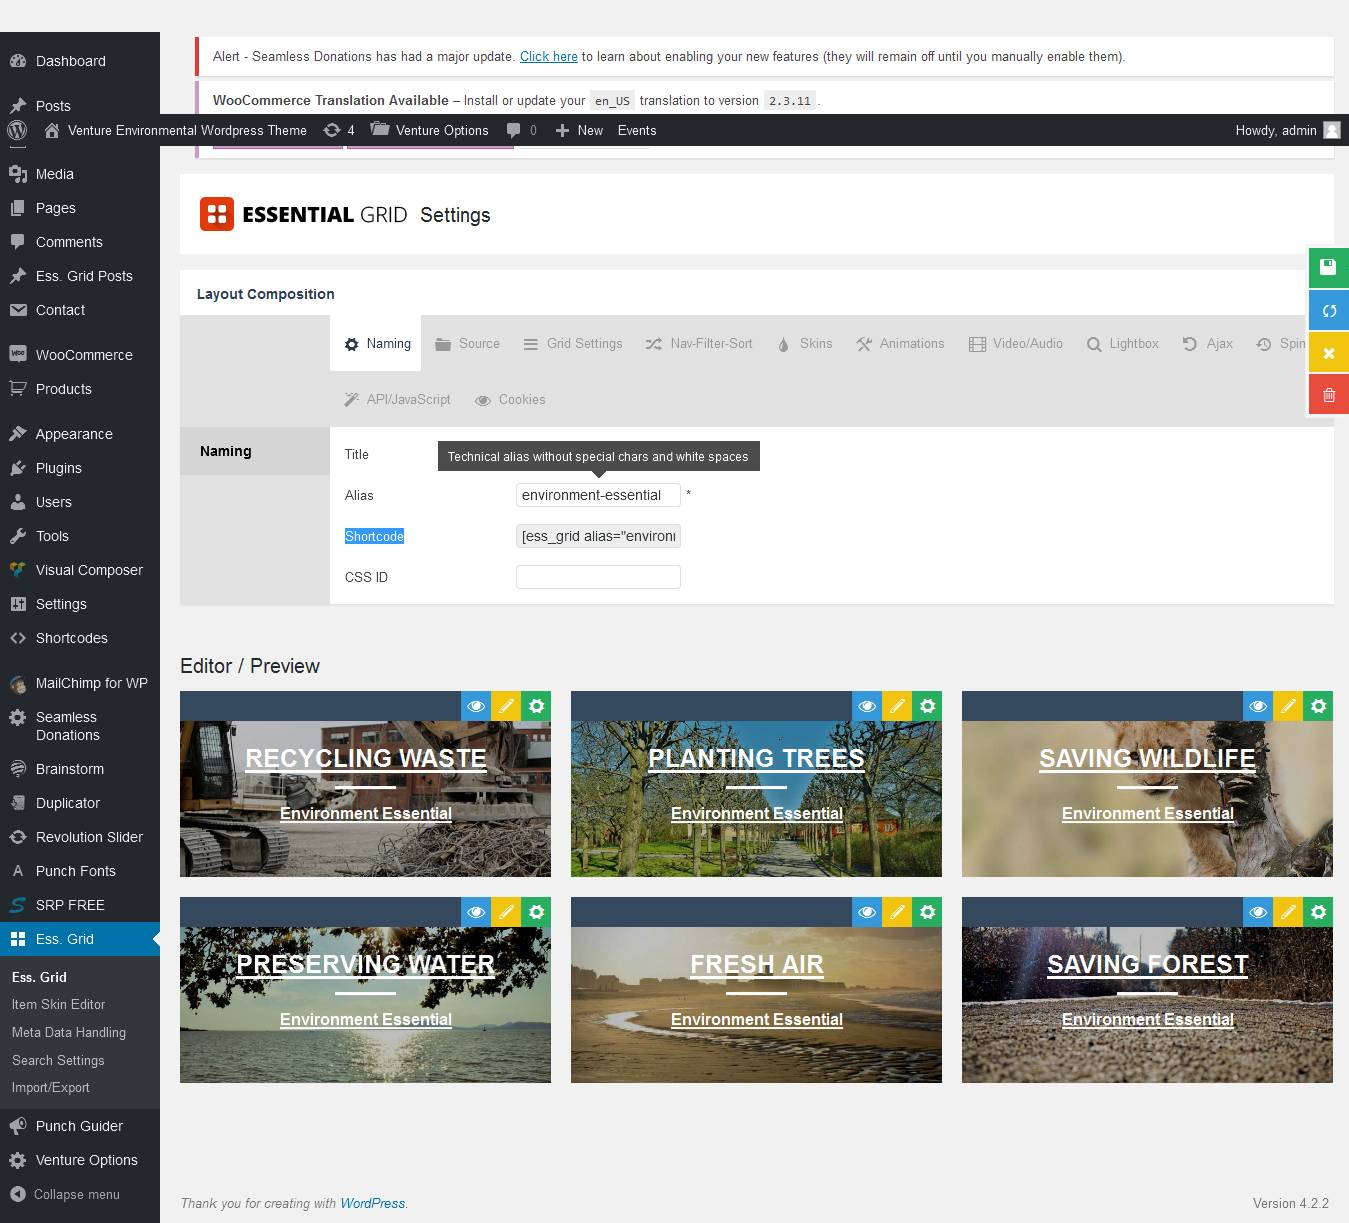 Alert - Seamless Donations has had a major update. Click here to learn about enabling your new features (they will remain off until you manually enable them).
WooCommerce Translation Available – Install or update your en_US translation to version 2.3.11.
Venture Environmental Wordpress Theme 4 Venture Options 0 New Events Howdy, admin
Dashboard
Posts
Media
Pages
Comments
Ess. Grid Posts
Contact
WooCommerce
Products
Appearance
Plugins
Users
Tools
Visual Composer
Settings
Shortcodes
MailChimp for WP
Seamless
Donations
Brainstorm
Duplicator
Revolution Slider
Punch Fonts
SRP FREE
Ess. Grid
Ess. Grid
Item Skin Editor
Meta Data Handling
Search Settings
Import/Export
Punch Guider
Venture Options
Collapse menu
ESSENTIAL GRID Settings
Layout Composition
Naming Source Grid Settings Nav-Filter-Sort Skins Animations Video/Audio Lightbox Ajax Spin
API/JavaScript Cookies
Naming
Title
Technical alias without special chars and white spaces
Alias environment-essential *
Shortcode [ess_grid alias="environ
CSS ID
Editor / Preview
RECYCLING WASTE
Environment Essential
PLANTING TREES
Environment Essential
SAVING WILDLIFE
Environment Essential
PRESERVING WATER
Environment Essential
FRESH AIR
Environment Essential
SAVING FOREST
Environment Essential
Thank you for creating with WordPress.
Version 4.2.2